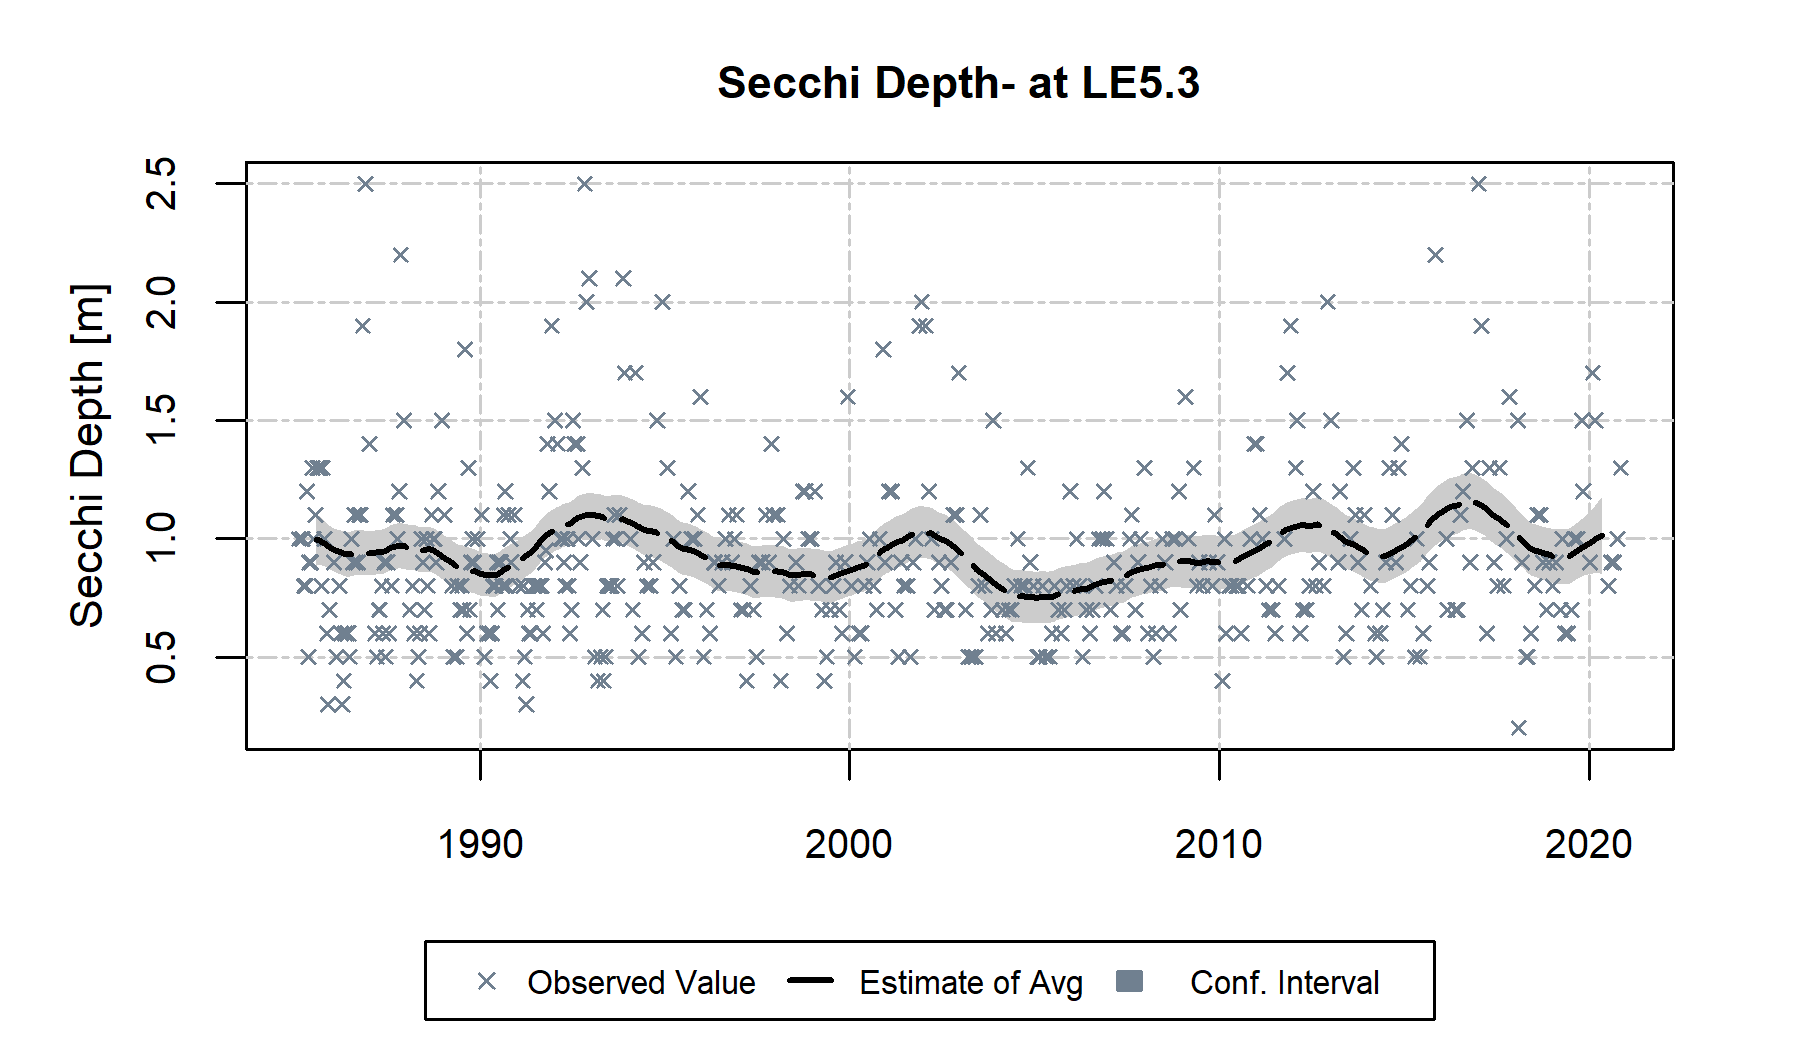 Secchi Depth- at LE5.3
Secchi Depth [m]
2.5
2.0
1.5
1.0
0.5
1990 2000 2010 2020
Observed Value Estimate of Avg Conf. Interval